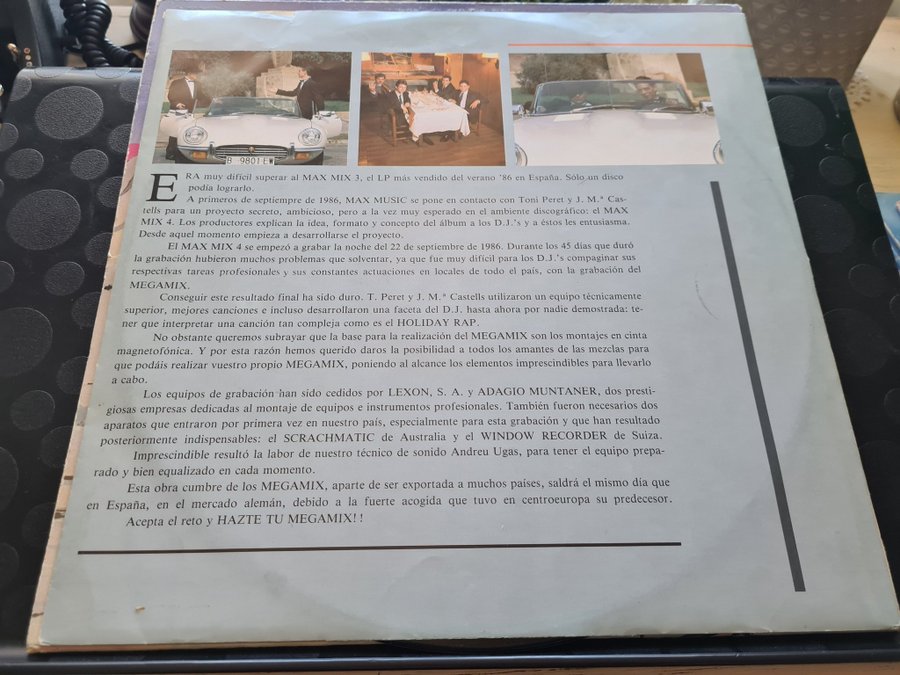 B 9801 EW
ERA muy difícil superar al MAX MIX 3, el LP más vendido del verano '86 en España. Sólo un disco
podía lograrlo.
A primeros de septiembre de 1986, MAX MUSIC se pone en contacto con Toni Peret y J. M.ª Cas-
tells para un proyecto secreto, ambicioso, pero a la vez muy esperado en el ambiente discográfico: el MAX
MIX 4. Los productores explican la idea, formato y concepto del álbum a los D.J.'s y a éstos les entusiasma.
Desde aquel momento empieza a desarrollarse el proyecto.
El MAX MIX 4 se empezó a grabar la noche del 22 de septiembre de 1986. Durante los 45 días que duró
la grabación hubieron muchos problemas que solventar, ya que fue muy difícil para los D.J.'s compaginar sus
respectivas tareas profesionales y sus constantes actuaciones en locales de todo el país, con la grabación del
MEGAMIX.
Conseguir este resultado final ha sido duro. T. Peret y J. M.ª Castells utilizaron un equipo técnicamente
superior, mejores canciones e incluso desarrollaron una faceta del D.J. hasta ahora por nadie demostrada: te-
ner que interpretar una canción tan compleja como es el HOLIDAY RAP.
No obstante queremos subrayar que la base para la realización del MEGAMIX son los montajes en cinta
magnetofónica. Y por esta razón hemos querido daros la posibilidad a todos los amantes de las mezclas para
que podáis realizar vuestro propio MEGAMIX, poniendo al alcance los elementos imprescindibles para llevarlo
a cabo.
Los equipos de grabación han sido cedidos por LEXON, S. A. y ADAGIO MUNTANER, dos presti-
giosas empresas dedicadas al montaje de equipos e instrumentos profesionales. También fueron necesarios dos
aparatos que entraron por primera vez en nuestro país, especialmente para esta grabación y que han resultado
posteriormente indispensables: el SCRACHMATIC de Australia y el WINDOW RECORDER de Suiza.
Imprescindible resultó la labor de nuestro técnico de sonido Andreu Ugas, para tener el equipo prepa-
rado y bien equalizado en cada momento.
Esta obra cumbre de los MEGAMIX, aparte de ser exportada a muchos países, saldrá el mismo día que
en España, en el mercado alemán, debido a la fuerte acogida que tuvo en centroeuropa su predecesor.
Acepta el reto y HAZTE TU MEGAMIX!!